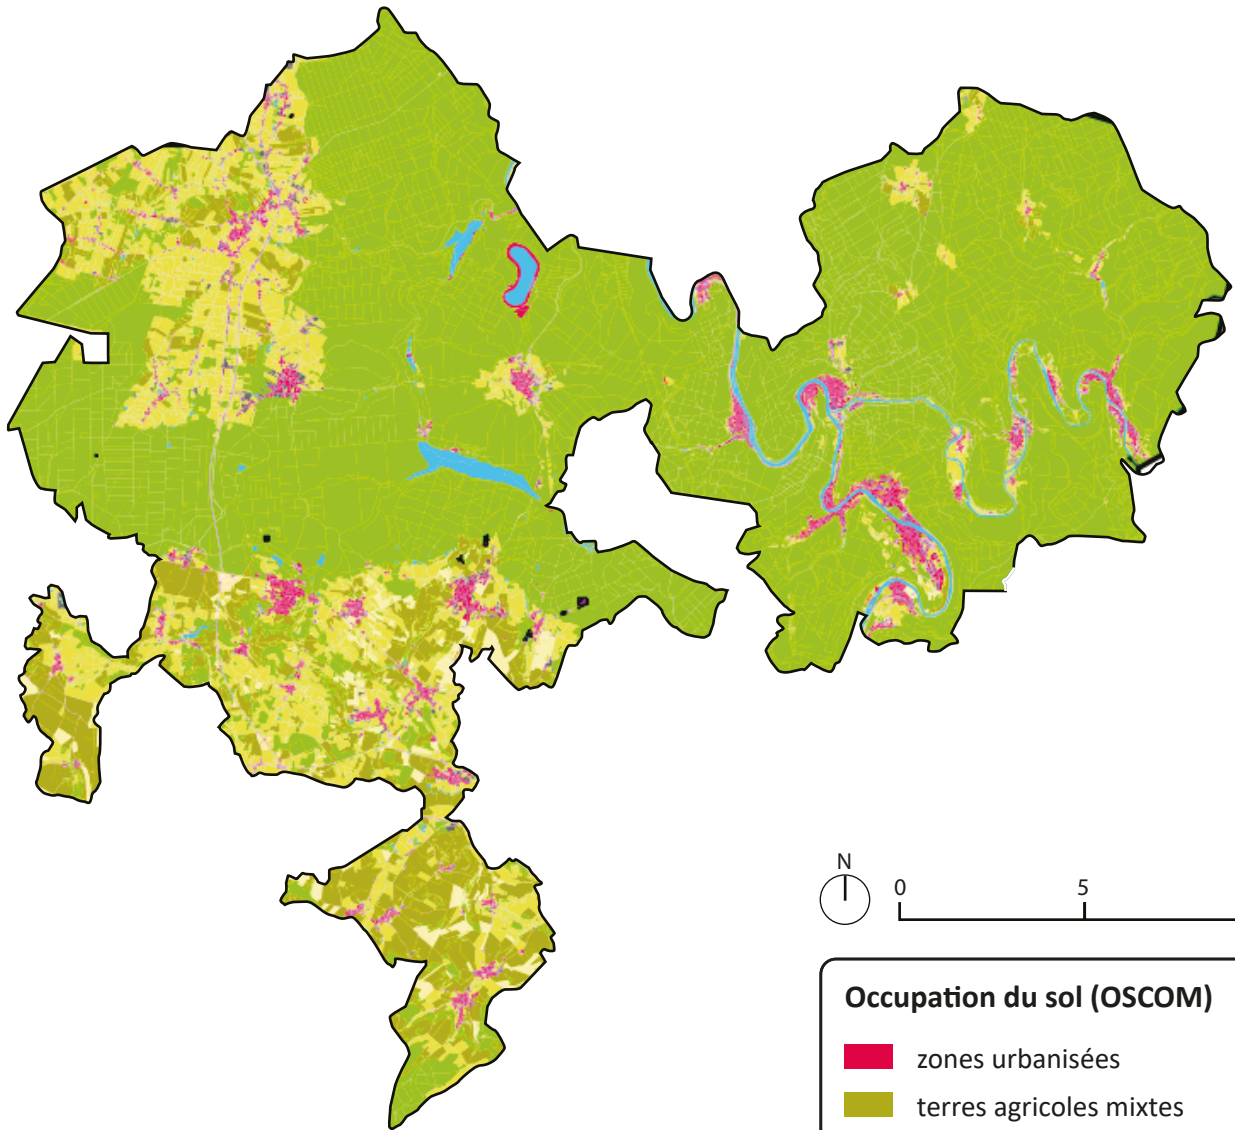 N
0 5
Occupation du sol (OSCOM)
zones urbanisées
terres agricoles mixtes